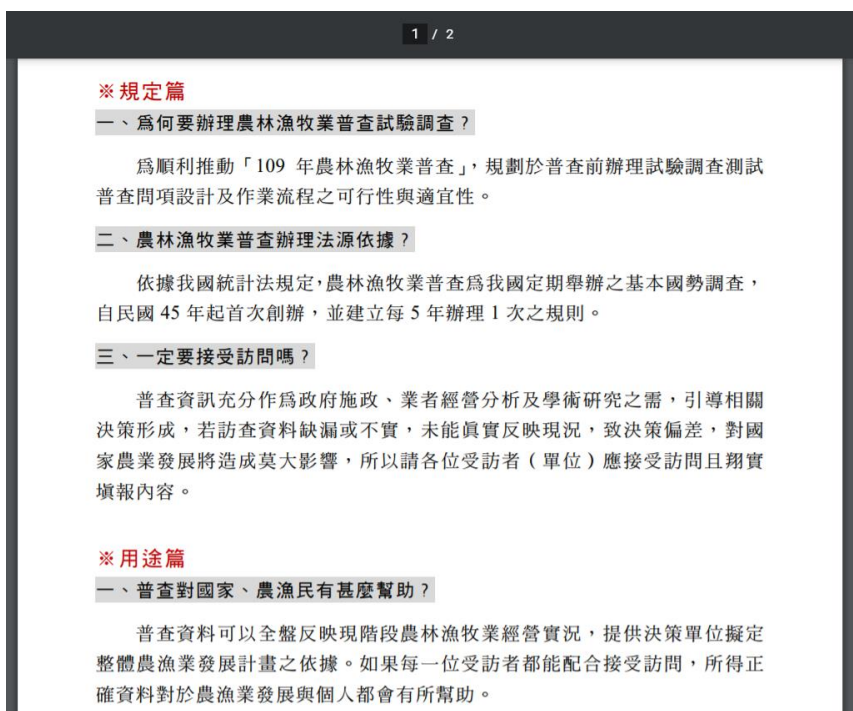 1 / 2
※規定篇
一、為何要辦理農林漁牧業普查試驗調查?
為順利推動「109 年農林漁牧業普查」,規劃於普查前辦理試驗調查測試
普查問項設計及作業流程之可行性與適宜性。
二、農林漁牧業普查辦理法源依據?
依據我國統計法規定,農林漁牧業普查為我國定期舉辦之基本國勢調查,
自民國 45 年起首次創辦,並建立每 5 年辦理 1 次之規則。
三、一定要接受訪問嗎?
普查資訊充分作為政府施政、業者經營分析及學術研究之需,引導相關
決策形成,若訪查資料缺漏或不實,未能真實反映現況,致決策偏差,對國
家農業發展將造成莫大影響,所以請各位受訪者(單位)應接受訪問且翔實
填報內容。
※用途篇
一、普查對國家、農漁民有甚麼幫助?
普查資料可以全盤反映現階段農林漁牧業經營實況,提供決策單位擬定
整體農漁業發展計畫之依據。如果每一位受訪者都能配合接受訪問,所得正
確資料對於農漁業發展與個人都會有所幫助。